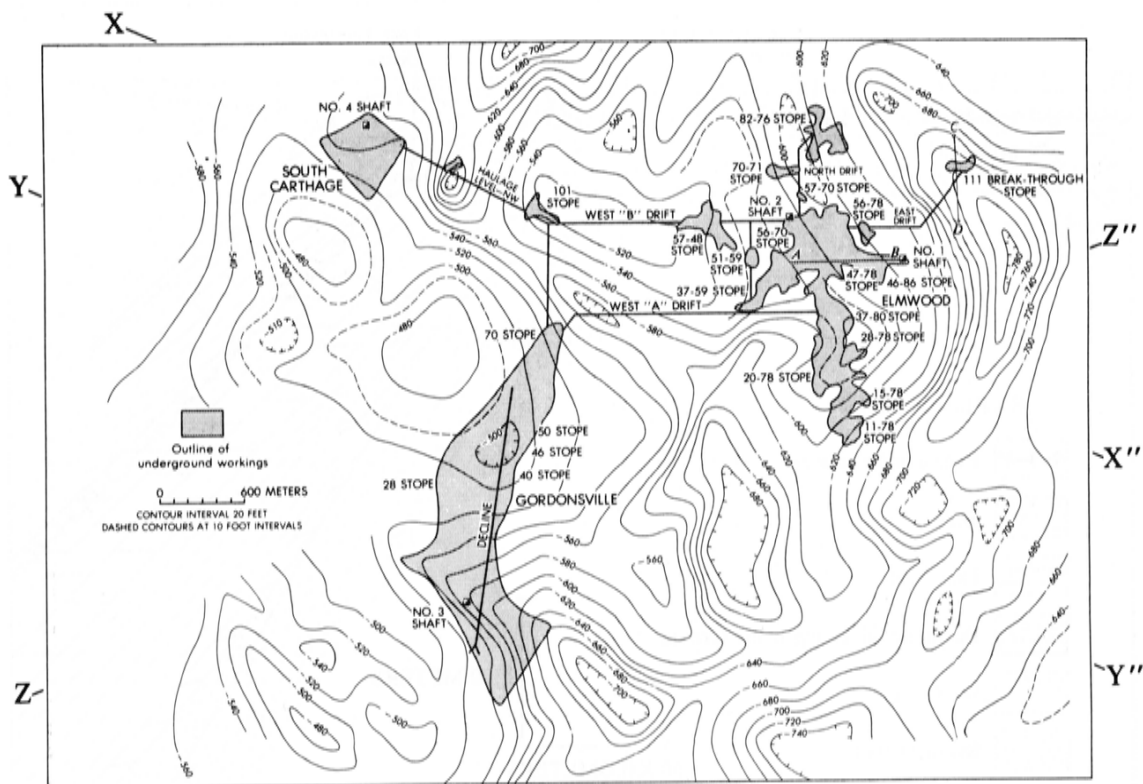 X
Y
Z
Z"
X"
Y"
NO. 4 SHAFT
SOUTH
CARTHAGE
HAULAGE
LEVEL-NW
101
STOPE
WEST "B" DRIFT
57-48
STOPE
82-76 STOPE
70-71
STOPE
NORTH DRIFT
57-70 STOPE
NO. 2
SHAFT
56-70
STOPE
51-59
STOPE
37-59 STOPE
56-78
STOPE
EAST
DRIFT
111 BREAK-THROUGH
STOPE
C
D
A
B
NO. 1
SHAFT
47-78
STOPE
46-86 STOPE
ELMWOOD
WEST "A" DRIFT
37-80 STOPE
28-78 STOPE
20-78 STOPE
15-78
STOPE
11-78
STOPE
70 STOPE
50 STOPE
46 STOPE
40 STOPE
28 STOPE
GORDONSVILLE
DECLINE
NO. 3
SHAFT
Outline of
underground workings
0 600 METERS
CONTOUR INTERVAL 20 FEET
DASHED CONTOURS AT 10 FOOT INTERVALS
-700
-680
-660
-640
-620
-600
-580
-560
-540
-520
-500
-480
-510
-720
-740
-760
-780